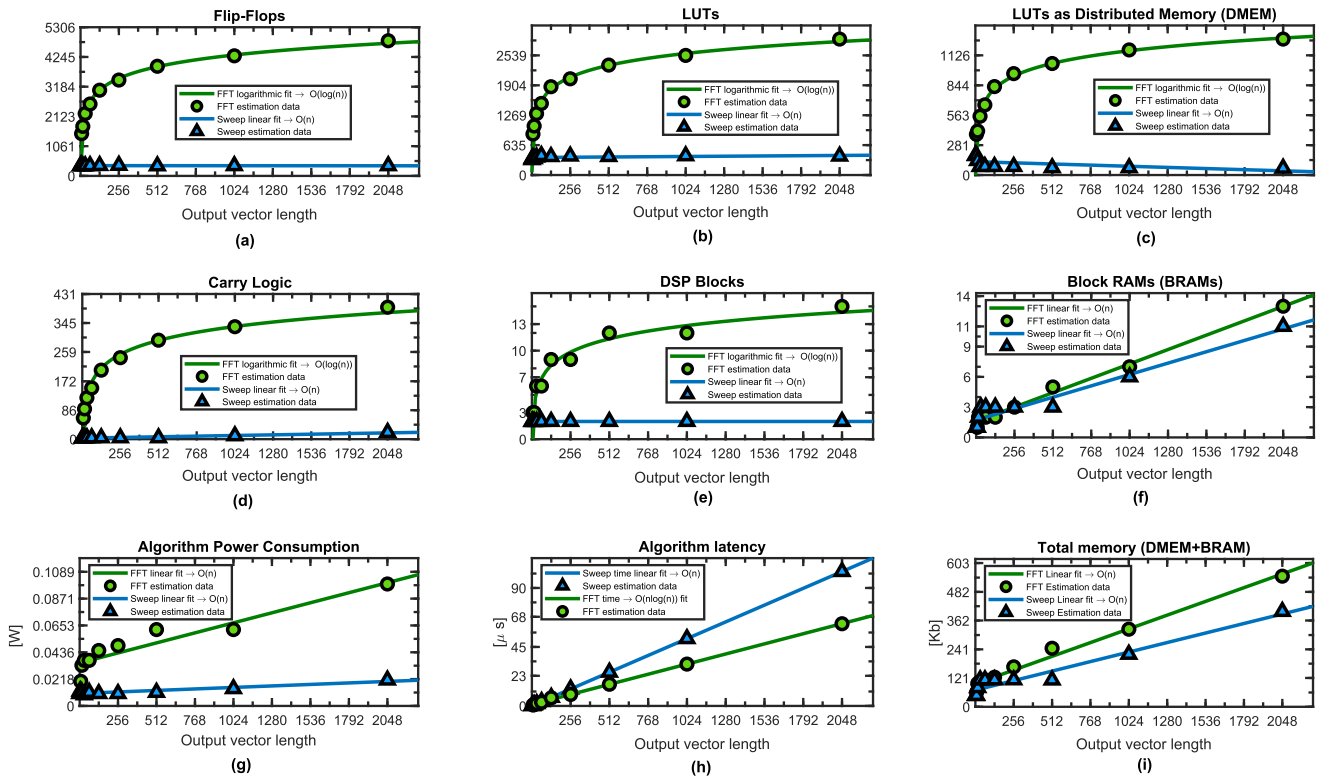 Flip-Flops
5306
4245
3184
2123
1061
0
FFT logarithmic fit → O(log(n))
FFT estimation data
Sweep linear fit → O(n)
Sweep estimation data
256 512 768 1024 1280 1536 1792 2048
Output vector length
(a)
LUTs
2539
1904
1269
635
0
FFT logarithmic fit → O(log(n))
FFT estimation data
Sweep linear fit → O(n)
Sweep estimation data
256 512 768 1024 1280 1536 1792 2048
Output vector length
(b)
LUTs as Distributed Memory (DMEM)
1126
844
563
281
0
FFT logarithmic fit → O(log(n))
FFT estimation data
Sweep linear fit → O(n)
Sweep estimation data
256 512 768 1024 1280 1536 1792 2048
Output vector length
(c)
Carry Logic
431
345
259
172
86
0
FFT logarithmic fit → O(log(n))
FFT estimation data
Sweep linear fit → O(n)
Sweep estimation data
256 512 768 1024 1280 1536 1792 2048
Output vector length
(d)
DSP Blocks
13
10
7
3
0
FFT logarithmic fit → O(log(n))
FFT estimation data
Sweep linear fit → O(n)
Sweep estimation data
256 512 768 1024 1280 1536 1792 2048
Output vector length
(e)
Block RAMs (BRAMs)
14
11
9
6
3
0
FFT linear fit → O(n)
FFT estimation data
Sweep linear fit → O(n)
Sweep estimation data
256 512 768 1024 1280 1536 1792 2048
Output vector length
(f)
Algorithm Power Consumption
[W]
0.1089
0.0871
0.0653
0.0436
0.0218
0
FFT linear fit → O(n)
FFT estimation data
Sweep linear fit → O(n)
Sweep estimation data
256 512 768 1024 1280 1536 1792 2048
Output vector length
(g)
Algorithm latency
[μ s]
90
68
45
23
0
Sweep time linear fit → O(n)
Sweep estimation data
FFT time → O(nlog(n)) fit
FFT estimation data
256 512 768 1024 1280 1536 1792 2048
Output vector length
(h)
Total memory (DMEM+BRAM)
[Kb]
603
482
362
241
121
0
FFT Linear fit → O(n)
FFT Estimation data
Sweep Linear fit → O(n)
Sweep Estimation data
256 512 768 1024 1280 1536 1792 2048
Output vector length
(i)